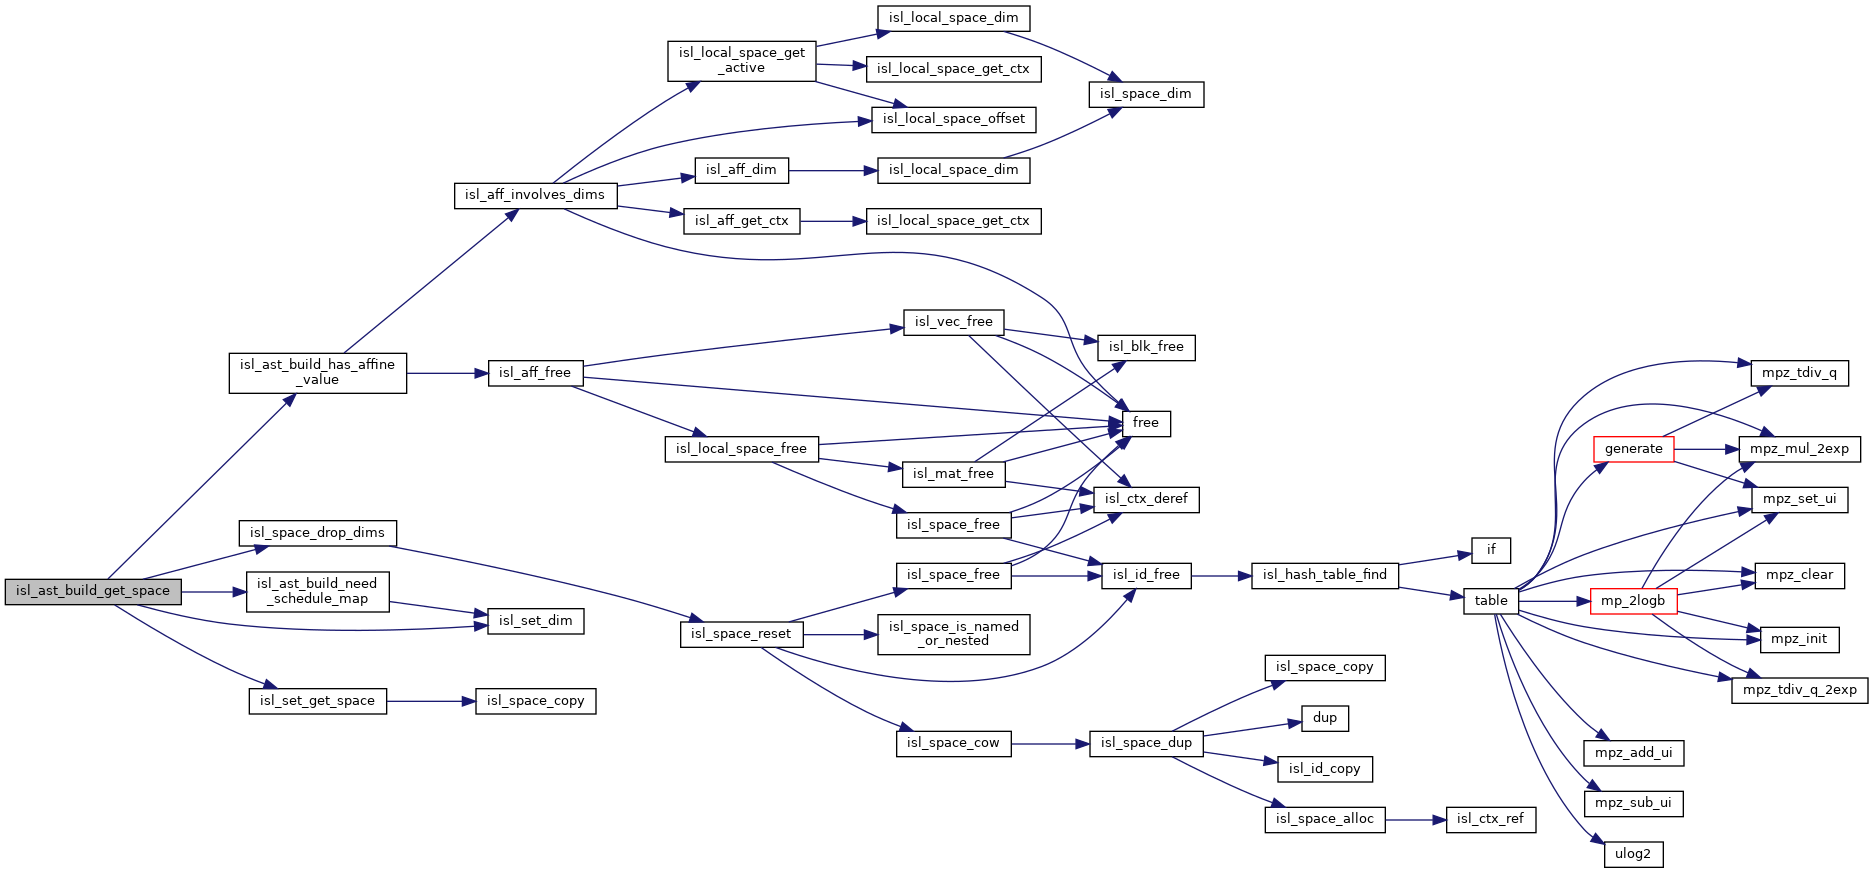 isl_local_space_dim
isl_local_space_get
_active
isl_local_space_get_ctx
isl_space_dim
isl_local_space_offset
isl_aff_dim
isl_local_space_dim
isl_aff_involves_dims
isl_aff_get_ctx
isl_local_space_get_ctx
isl_vec_free
isl_blk_free
isl_ast_build_has_affine
_value
isl_aff_free
mpz_tdiv_q
free
isl_local_space_free
generate
mpz_mul_2exp
isl_mat_free
isl_ctx_deref
mpz_set_ui
isl_space_free
isl_space_drop_dims
if
isl_ast_build_get_space
isl_ast_build_need
_schedule_map
isl_space_free
isl_id_free
isl_hash_table_find
mpz_clear
table
mp_2logb
isl_set_dim
isl_space_reset
isl_space_is_named
_or_nested
mpz_init
isl_space_copy
mpz_tdiv_q_2exp
isl_set_get_space
isl_space_copy
dup
isl_space_cow
isl_space_dup
mpz_add_ui
isl_id_copy
mpz_sub_ui
isl_space_alloc
isl_ctx_ref
ulog2